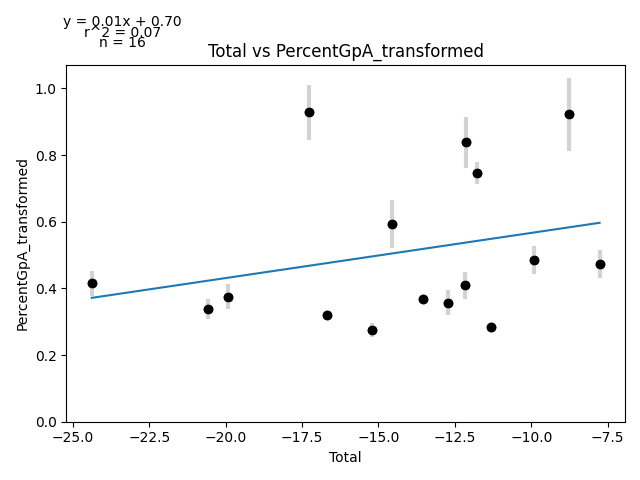 y = 0.01x + 0.70
r^2 = 0.07
n = 16
Total vs PercentGpA_transformed
PercentGpA_transformed
1.0
0.8
0.6
0.4
0.2
0.0
−25.0 −22.5 −20.0 −17.5 −15.0 −12.5 −10.0 −7.5
Total